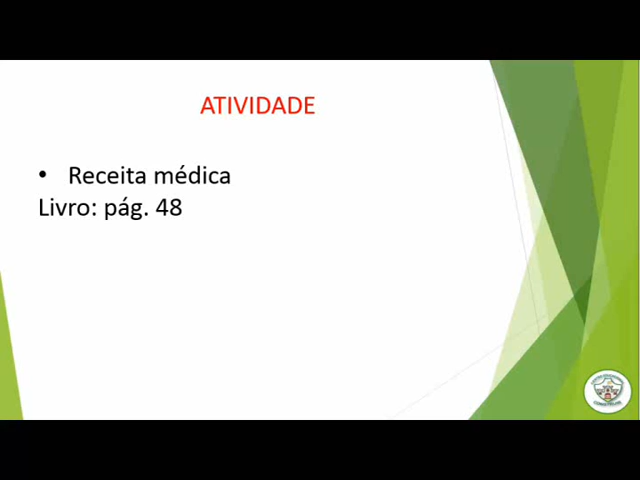 ATIVIDADE
• Receita médica
Livro: pág. 48